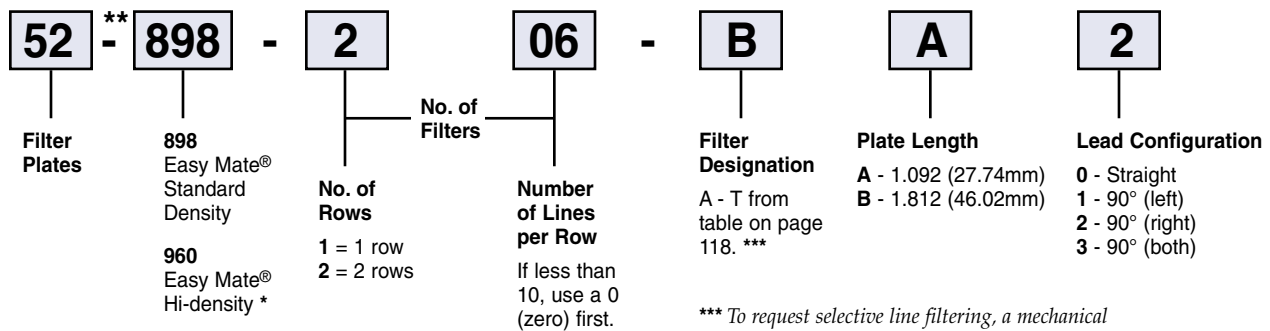 52 -** 898 - 2 06 - B A 2
Filter
Plates
898
Easy Mate®
Standard
Density
960
Easy Mate®
Hi-density *
No. of
Filters
No. of
Rows
1 = 1 row
2 = 2 rows
Number
of Lines
per Row
If less than
10, use a 0
(zero) first.
Filter
Designation
A - T from
table on page
118. ***
Plate Length
A - 1.092 (27.74mm)
B - 1.812 (46.02mm)
Lead Configuration
0 - Straight
1 - 90° (left)
2 - 90° (right)
3 - 90° (both)
*** To request selective line filtering, a mechanical